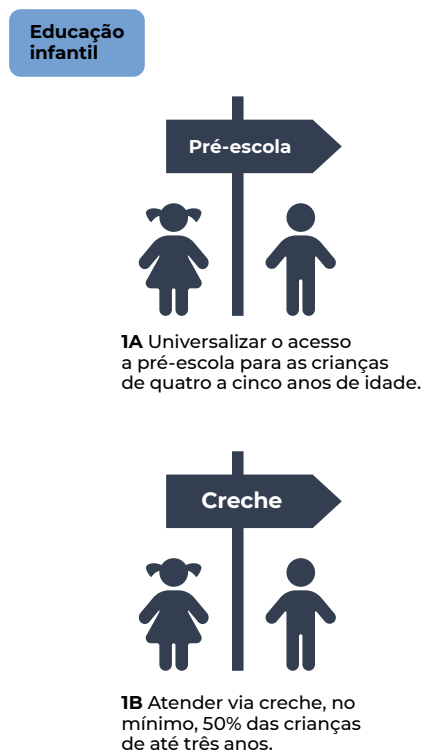 Educação
infantil
Pré-escola
1A Universalizar o acesso
a pré-escola para as crianças
de quatro a cinco anos de idade.
Creche
1B Atender via creche, no
mínimo, 50% das crianças
de até três anos.